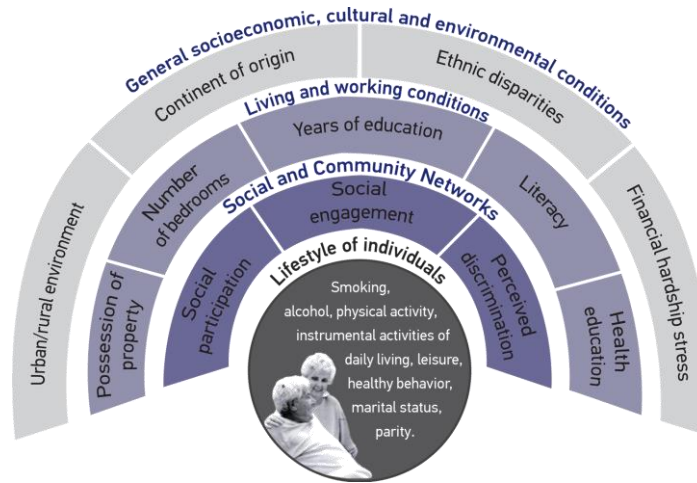 General socioeconomic, cultural and environmental conditions
Urban/rural environment
Continent of origin
Ethnic disparities
Financial hardship stress
Living and working conditions
Possession of
property
Number
of bedrooms
Years of education
Literacy
Health
education
Social and Community Networks
Social
participation
Social
engagement
Perceived
discrimination
Lifestyle of individuals
Smoking,
alcohol, physical activity,
instrumental activities of
daily living, leisure,
healthy behavior,
marital status,
parity.